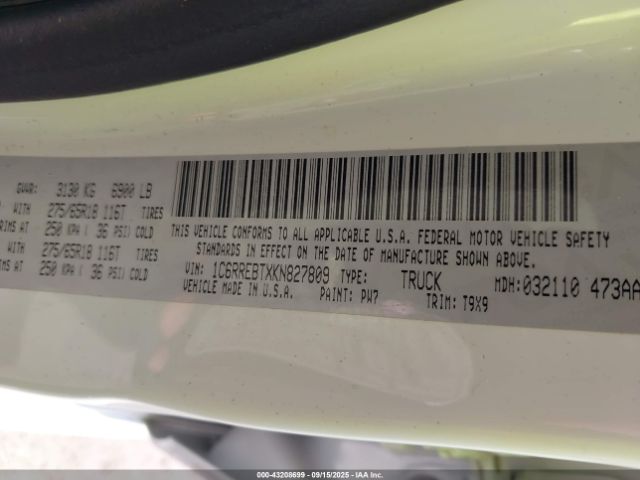 GVWR: 3130 KG 6900 LB
WITH 275/65R18 116T TIRES
RIMS AT 250 KPA ( 36 PSI) COLD
WITH 275/65R18 116T TIRES
RIMS AT 250 KPA ( 36 PSI) COLD
THIS VEHICLE CONFORMS TO ALL APPLICABLE U.S.A. FEDERAL MOTOR VEHICLE SAFETY
STANDARDS IN EFFECT ON THE DATE OF MANUFACTURE SHOWN ABOVE.
VIN: 1C6RREBTXKN827809 TYPE: TRUCK MDH: 032110 473AA
VEHICLE MADE IN U.S.A. PAINT: PW7 TRIM: T9X9
000-43208699 - 09/15/2025 - IAA Inc.